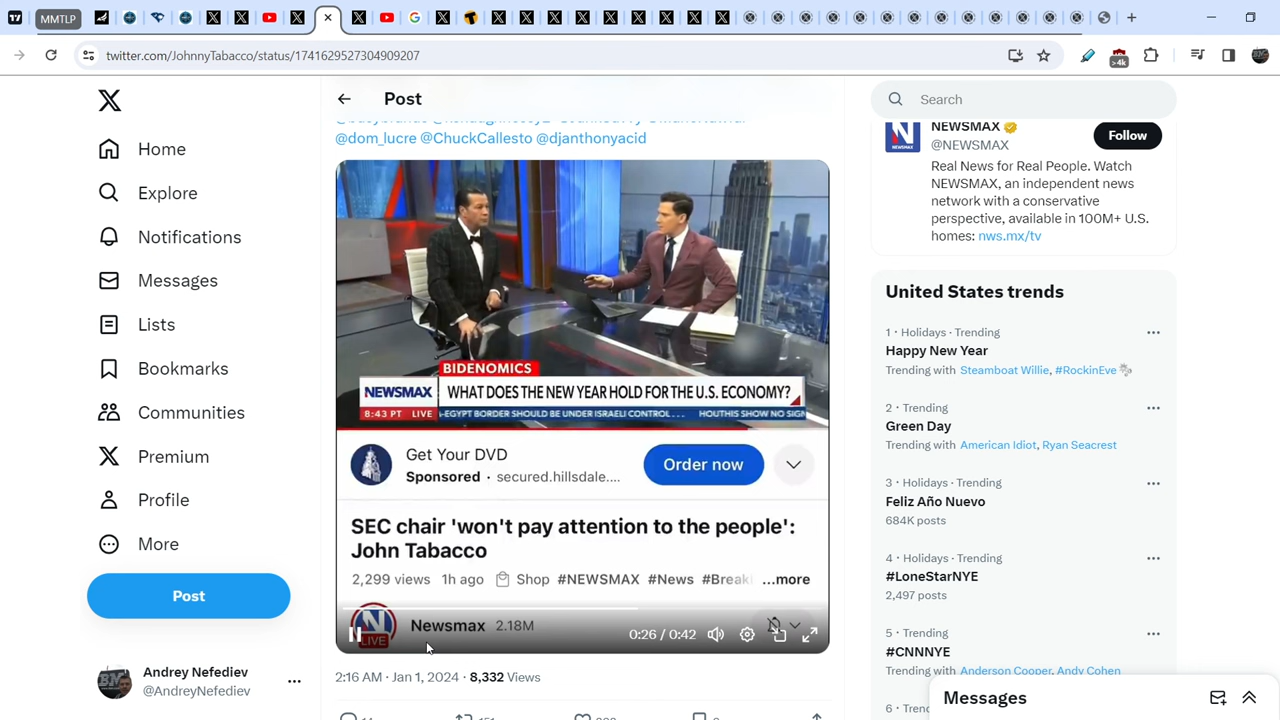 MMTLP
twitter.com/JohnnyTabacco/status/1741629527304909207
>4k
Home
Explore
Notifications
Messages
Lists
Bookmarks
Communities
Premium
Profile
More
Post
Andrey Nefediev
@AndreyNefediev
Post
@dom_lucre @ChuckCallesto @djanthonyacid
BIDENOMICS
NEWSMAX WHAT DOES THE NEW YEAR HOLD FOR THE U.S. ECONOMY?
8:43 PT LIVE -EGYPT BORDER SHOULD BE UNDER ISRAELI CONTROL... HOUTHIS SHOW NO SIGN
Get Your DVD
Sponsored · secured.hillsdale....
Order now
SEC chair 'won't pay attention to the people':
John Tabacco
2,299 views 1h ago Shop #NEWSMAX #News #Breaki ...more
LIVE
Newsmax 2.18M
0:26 / 0:42
2:16 AM · Jan 1, 2024 · 8,332 Views
Search
NEWSMAX
@NEWSMAX
Follow
Real News for Real People. Watch
NEWSMAX, an independent news
network with a conservative
perspective, available in 100M+ U.S.
homes: nws.mx/tv
United States trends
1 · Holidays · Trending
Happy New Year
Trending with Steamboat Willie, #RockinEve
2 · Trending
Green Day
Trending with American Idiot, Ryan Seacrest
3 · Holidays · Trending
Feliz Año Nuevo
684K posts
4 · Holidays · Trending
#LoneStarNYE
2,497 posts
5 · Trending
#CNNNYE
Trending with Anderson Cooper, Andy Cohen
6 · Trend
Messages